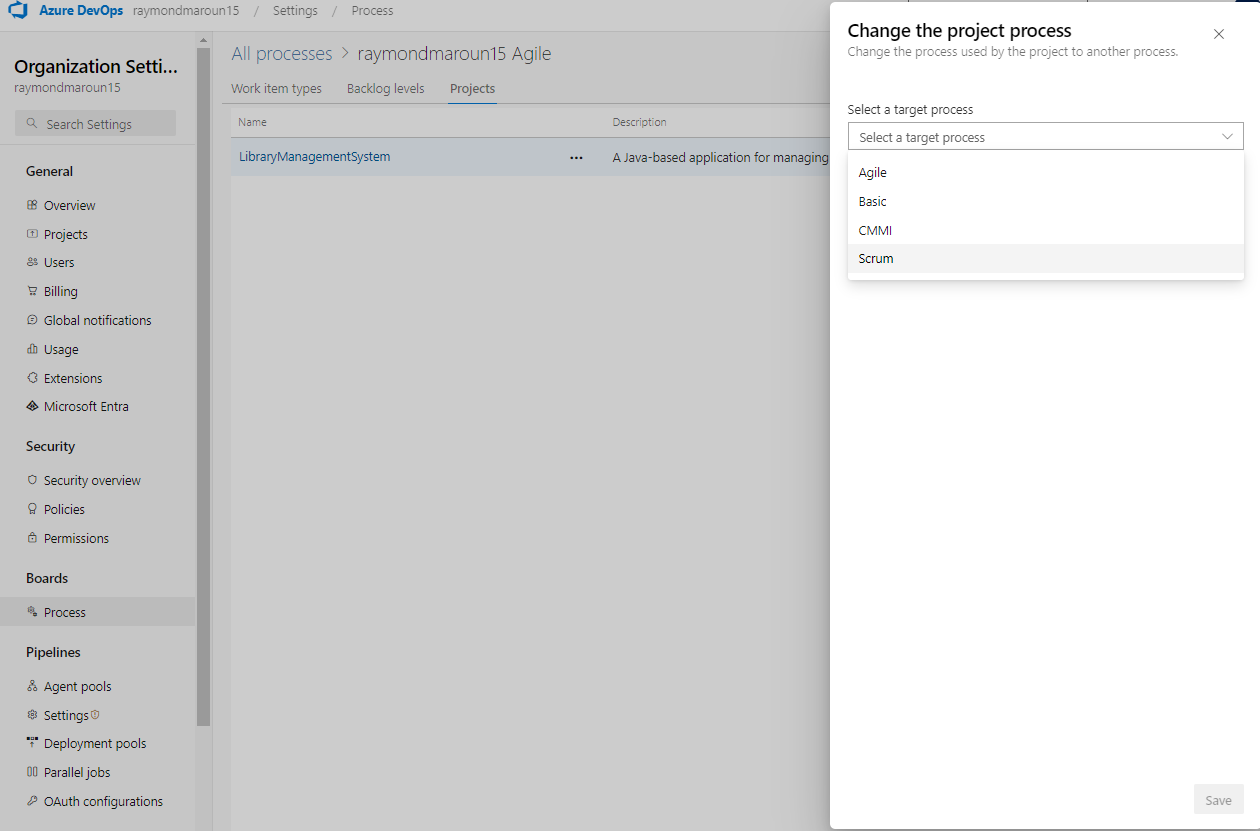 Azure DevOps raymondmaroun15 / Settings / Process
Organization Setti...
raymondmaroun15
Search Settings
General
Overview
Projects
Users
Billing
Global notifications
Usage
Extensions
Microsoft Entra
Security
Security overview
Policies
Permissions
Boards
Process
Pipelines
Agent pools
Settings
Deployment pools
Parallel jobs
OAuth configurations
All processes > raymondmaroun15 Agile
Work item types Backlog levels Projects
Name Description
LibraryManagementSystem ... A Java-based application for managing
Change the project process
Change the process used by the project to another process.
Select a target process
Select a target process
Agile
Basic
CMMI
Scrum
Save